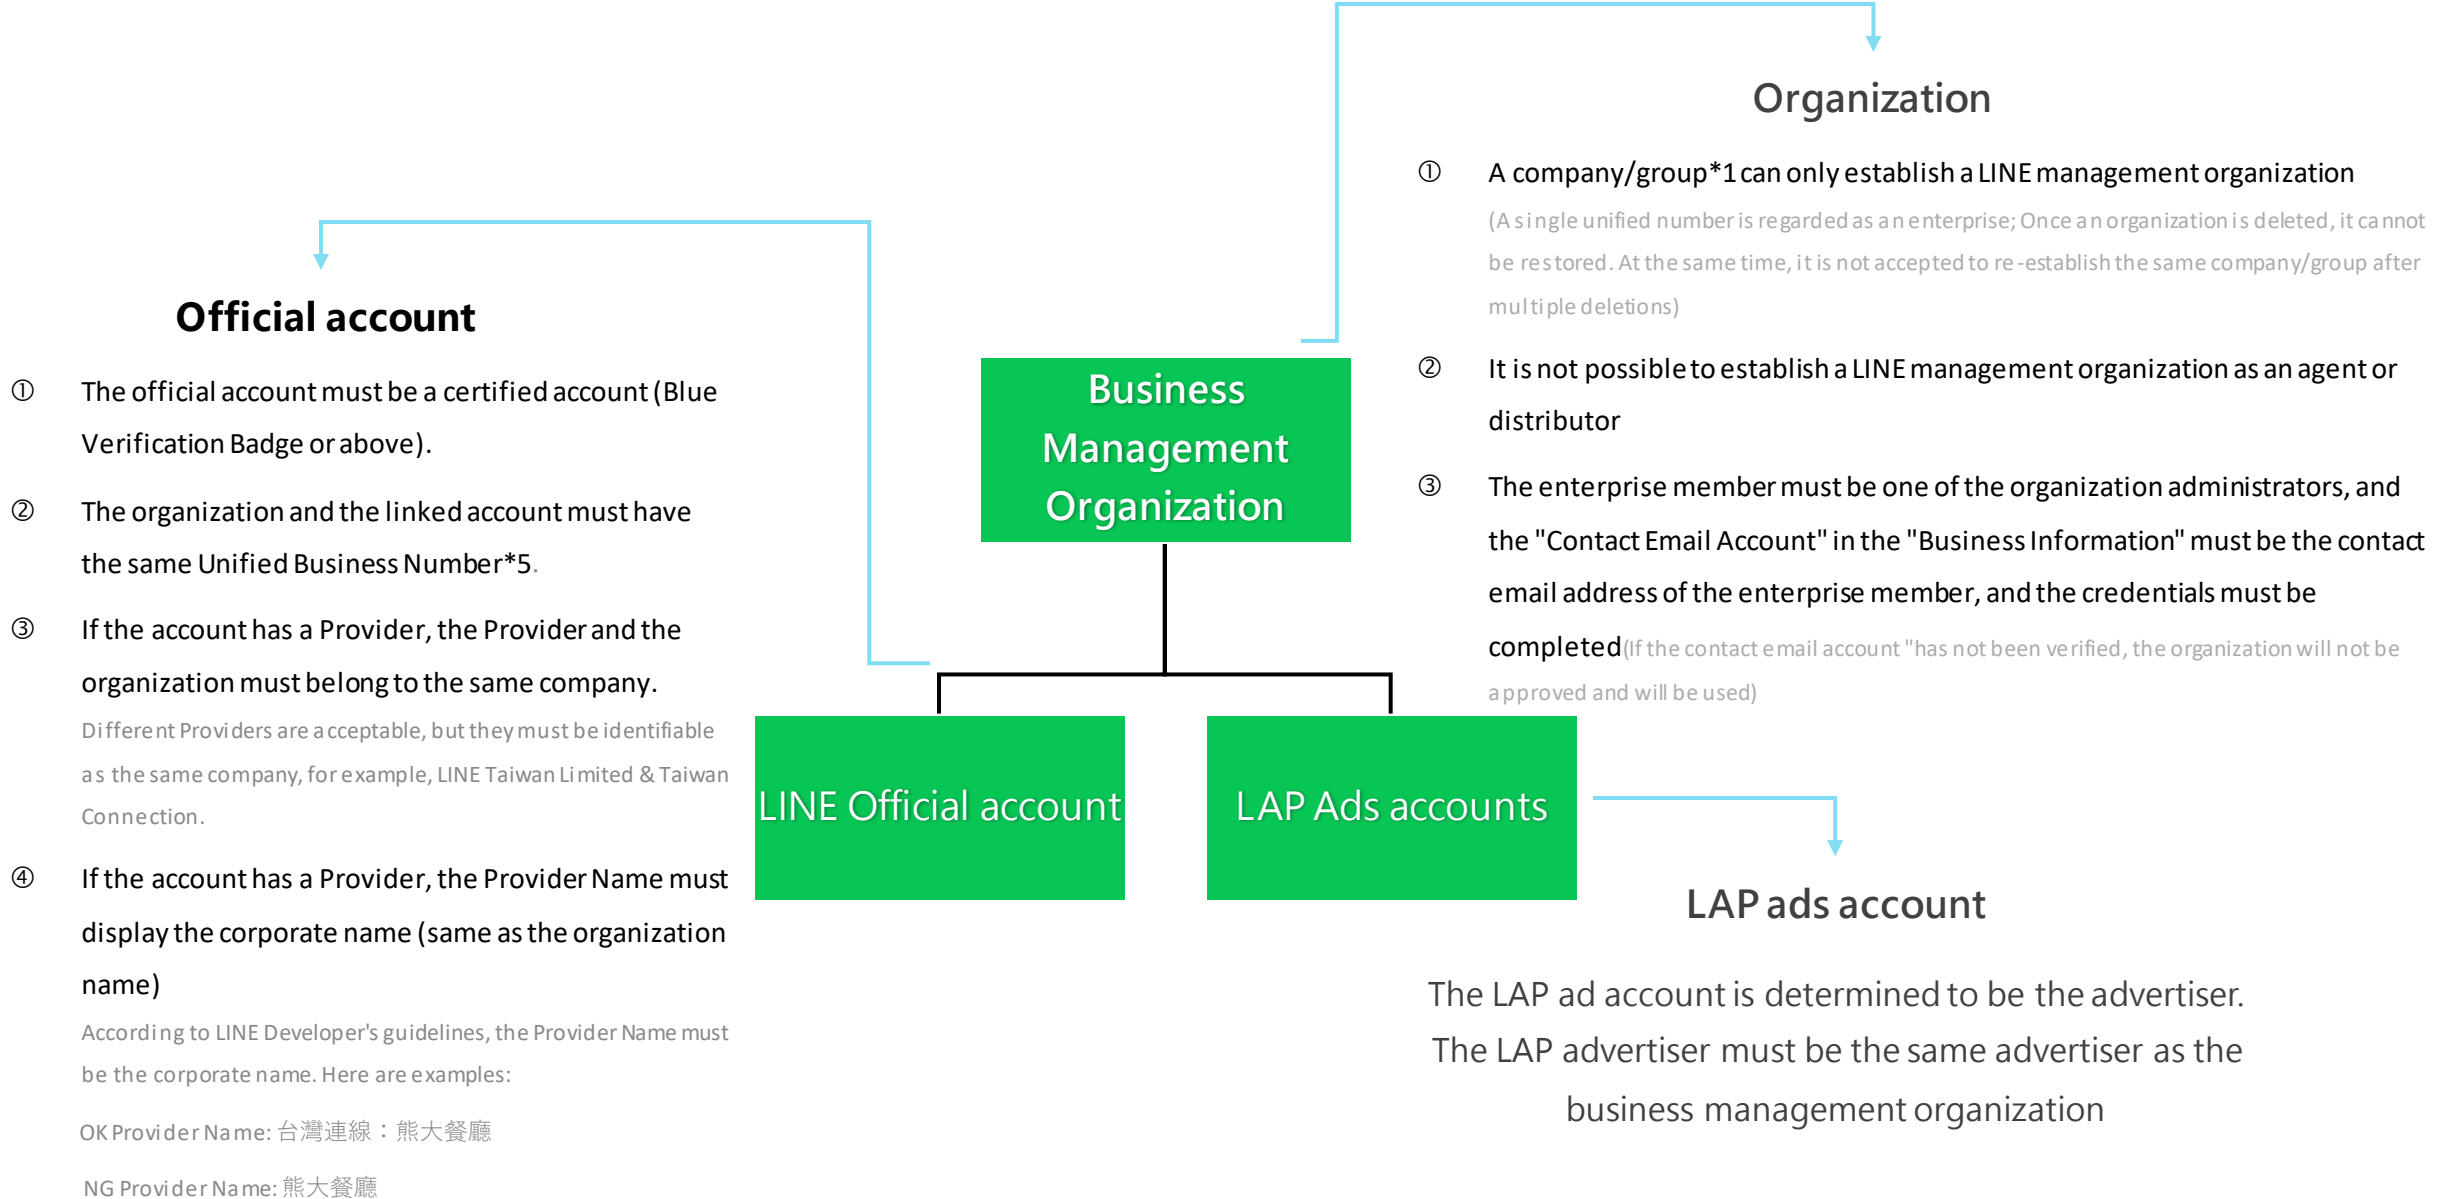 Organization
① A company/group*1 can only establish a LINE management organization
(A single unified number is regarded as an enterprise; Once an organization is deleted, it cannot
be restored. At the same time, it is not accepted to re-establish the same company/group after
multiple deletions)
② It is not possible to establish a LINE management organization as an agent or
distributor
③ The enterprise member must be one of the organization administrators, and
the "Contact Email Account" in the "Business Information" must be the contact
email address of the enterprise member, and the credentials must be
completed(If the contact email account "has not been verified, the organization will not be
approved and will be used)
Official account
① The official account must be a certified account (Blue
Verification Badge or above).
② The organization and the linked account must have
the same Unified Business Number*5.
③ If the account has a Provider, the Provider and the
organization must belong to the same company.
Different Providers are acceptable, but they must be identifiable
as the same company, for example, LINE Taiwan Limited & Taiwan
Connection.
④ If the account has a Provider, the Provider Name must
display the corporate name (same as the organization
name)
According to LINE Developer's guidelines, the Provider Name must
be the corporate name. Here are examples:
OK Provider Name: 台灣連線：熊大餐廳
NG Provider Name: 熊大餐廳
Business
Management
Organization
LINE Official account
LAP Ads accounts
LAP ads account
The LAP ad account is determined to be the advertiser.
The LAP advertiser must be the same advertiser as the
business management organization